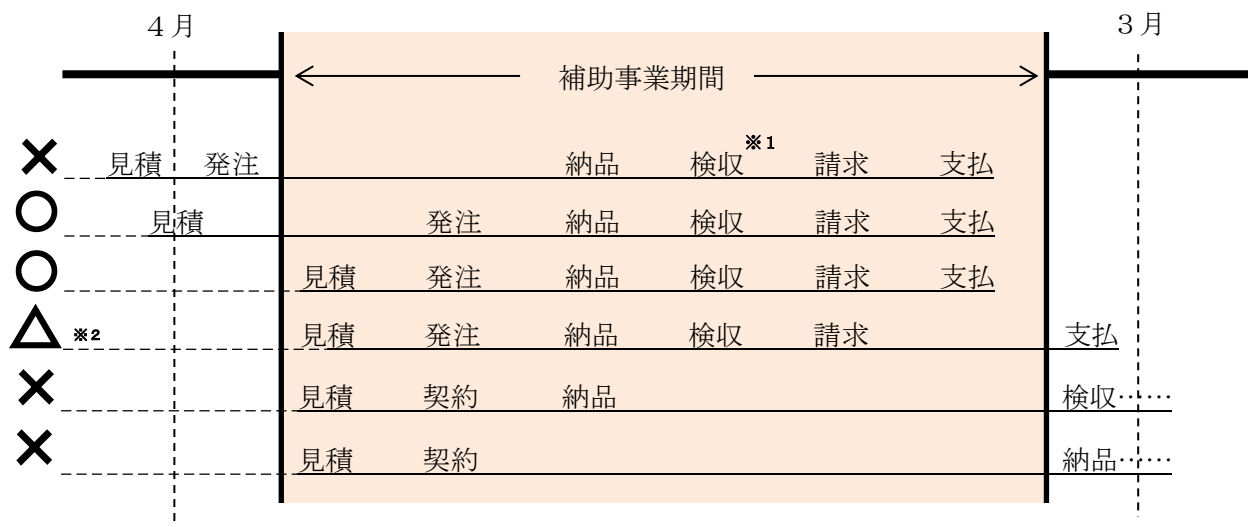 4月
3月
補助事業期間
× 見積 発注 納品 検収※1 請求 支払
○ 見積 発注 納品 検収 請求 支払
○ 見積 発注 納品 検収 請求 支払
△ ※2 見積 発注 納品 検収 請求 支払
× 見積 契約 納品 検収……
× 見積 契約 納品……